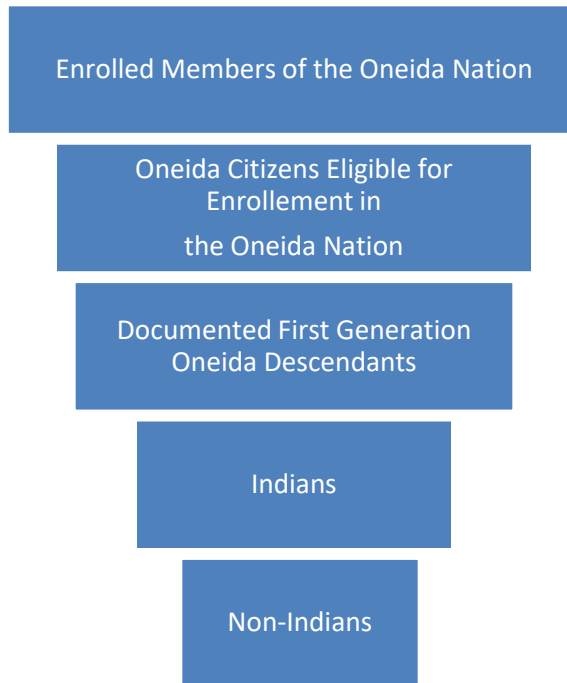 Enrolled Members of the Oneida Nation
Oneida Citizens Eligible for
Enrollement in
the Oneida Nation
Documented First Generation
Oneida Descendants
Indians
Non-Indians